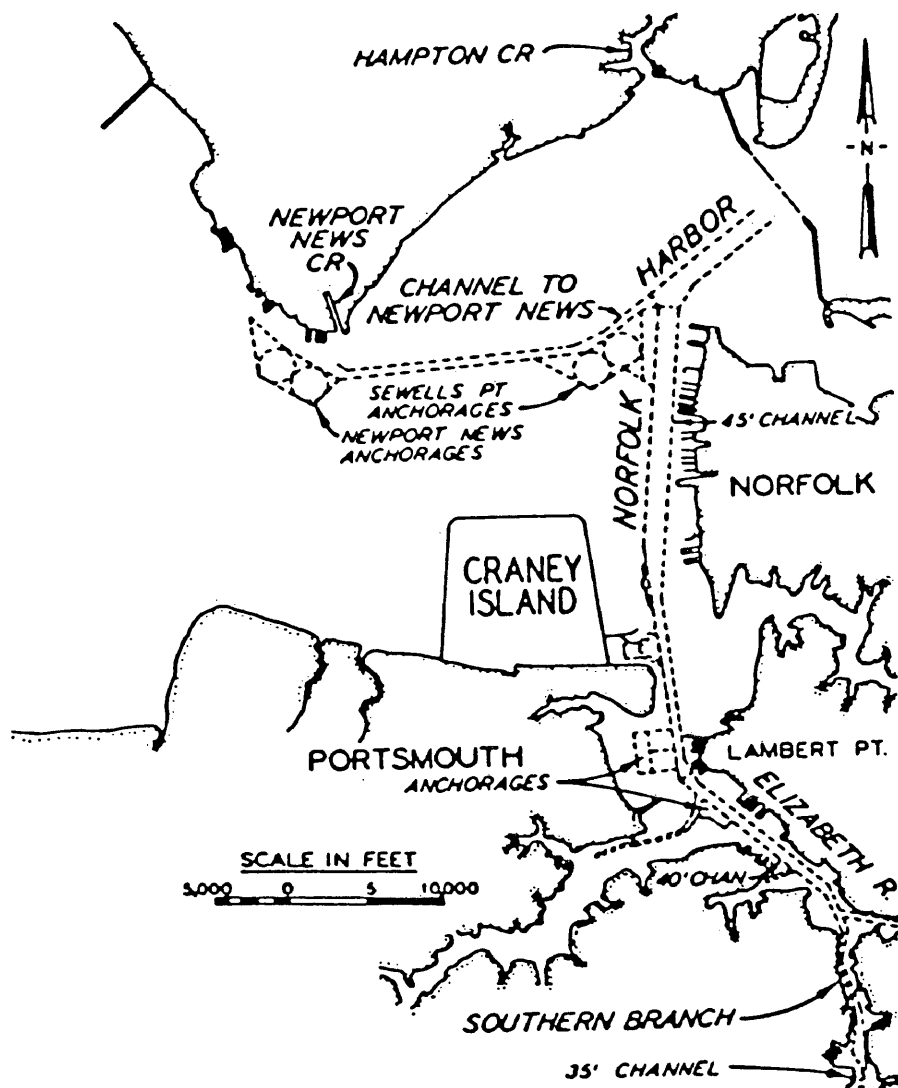 HAMPTON CR
-N-
NEWPORT
NEWS
CR
HARBOR
CHANNEL TO
NEWPORT NEWS
SEWELLS PT
ANCHORAGES
NEWPORT NEWS
ANCHORAGES
45' CHANNEL
NORFOLK
NORFOLK
CRANEY
ISLAND
PORTSMOUTH
ANCHORAGES
LAMBERT PT.
ELIZABETH R
SCALE IN FEET
5,000 0 5 10,000
40' CHAN
SOUTHERN BRANCH
35' CHANNEL